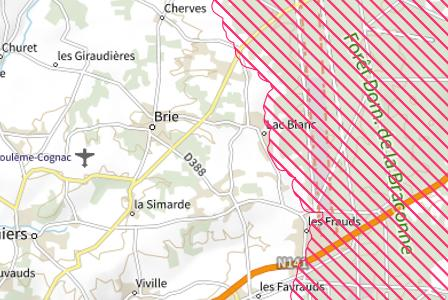 Cherves
Churet
les Giraudières
Forêt Dom. de la Braconne
Brie
Lac Blanc
oulême-Cognac
D388
la Simarde
les Frauds
iers
N141
uvauds
Viville
les Favrauds